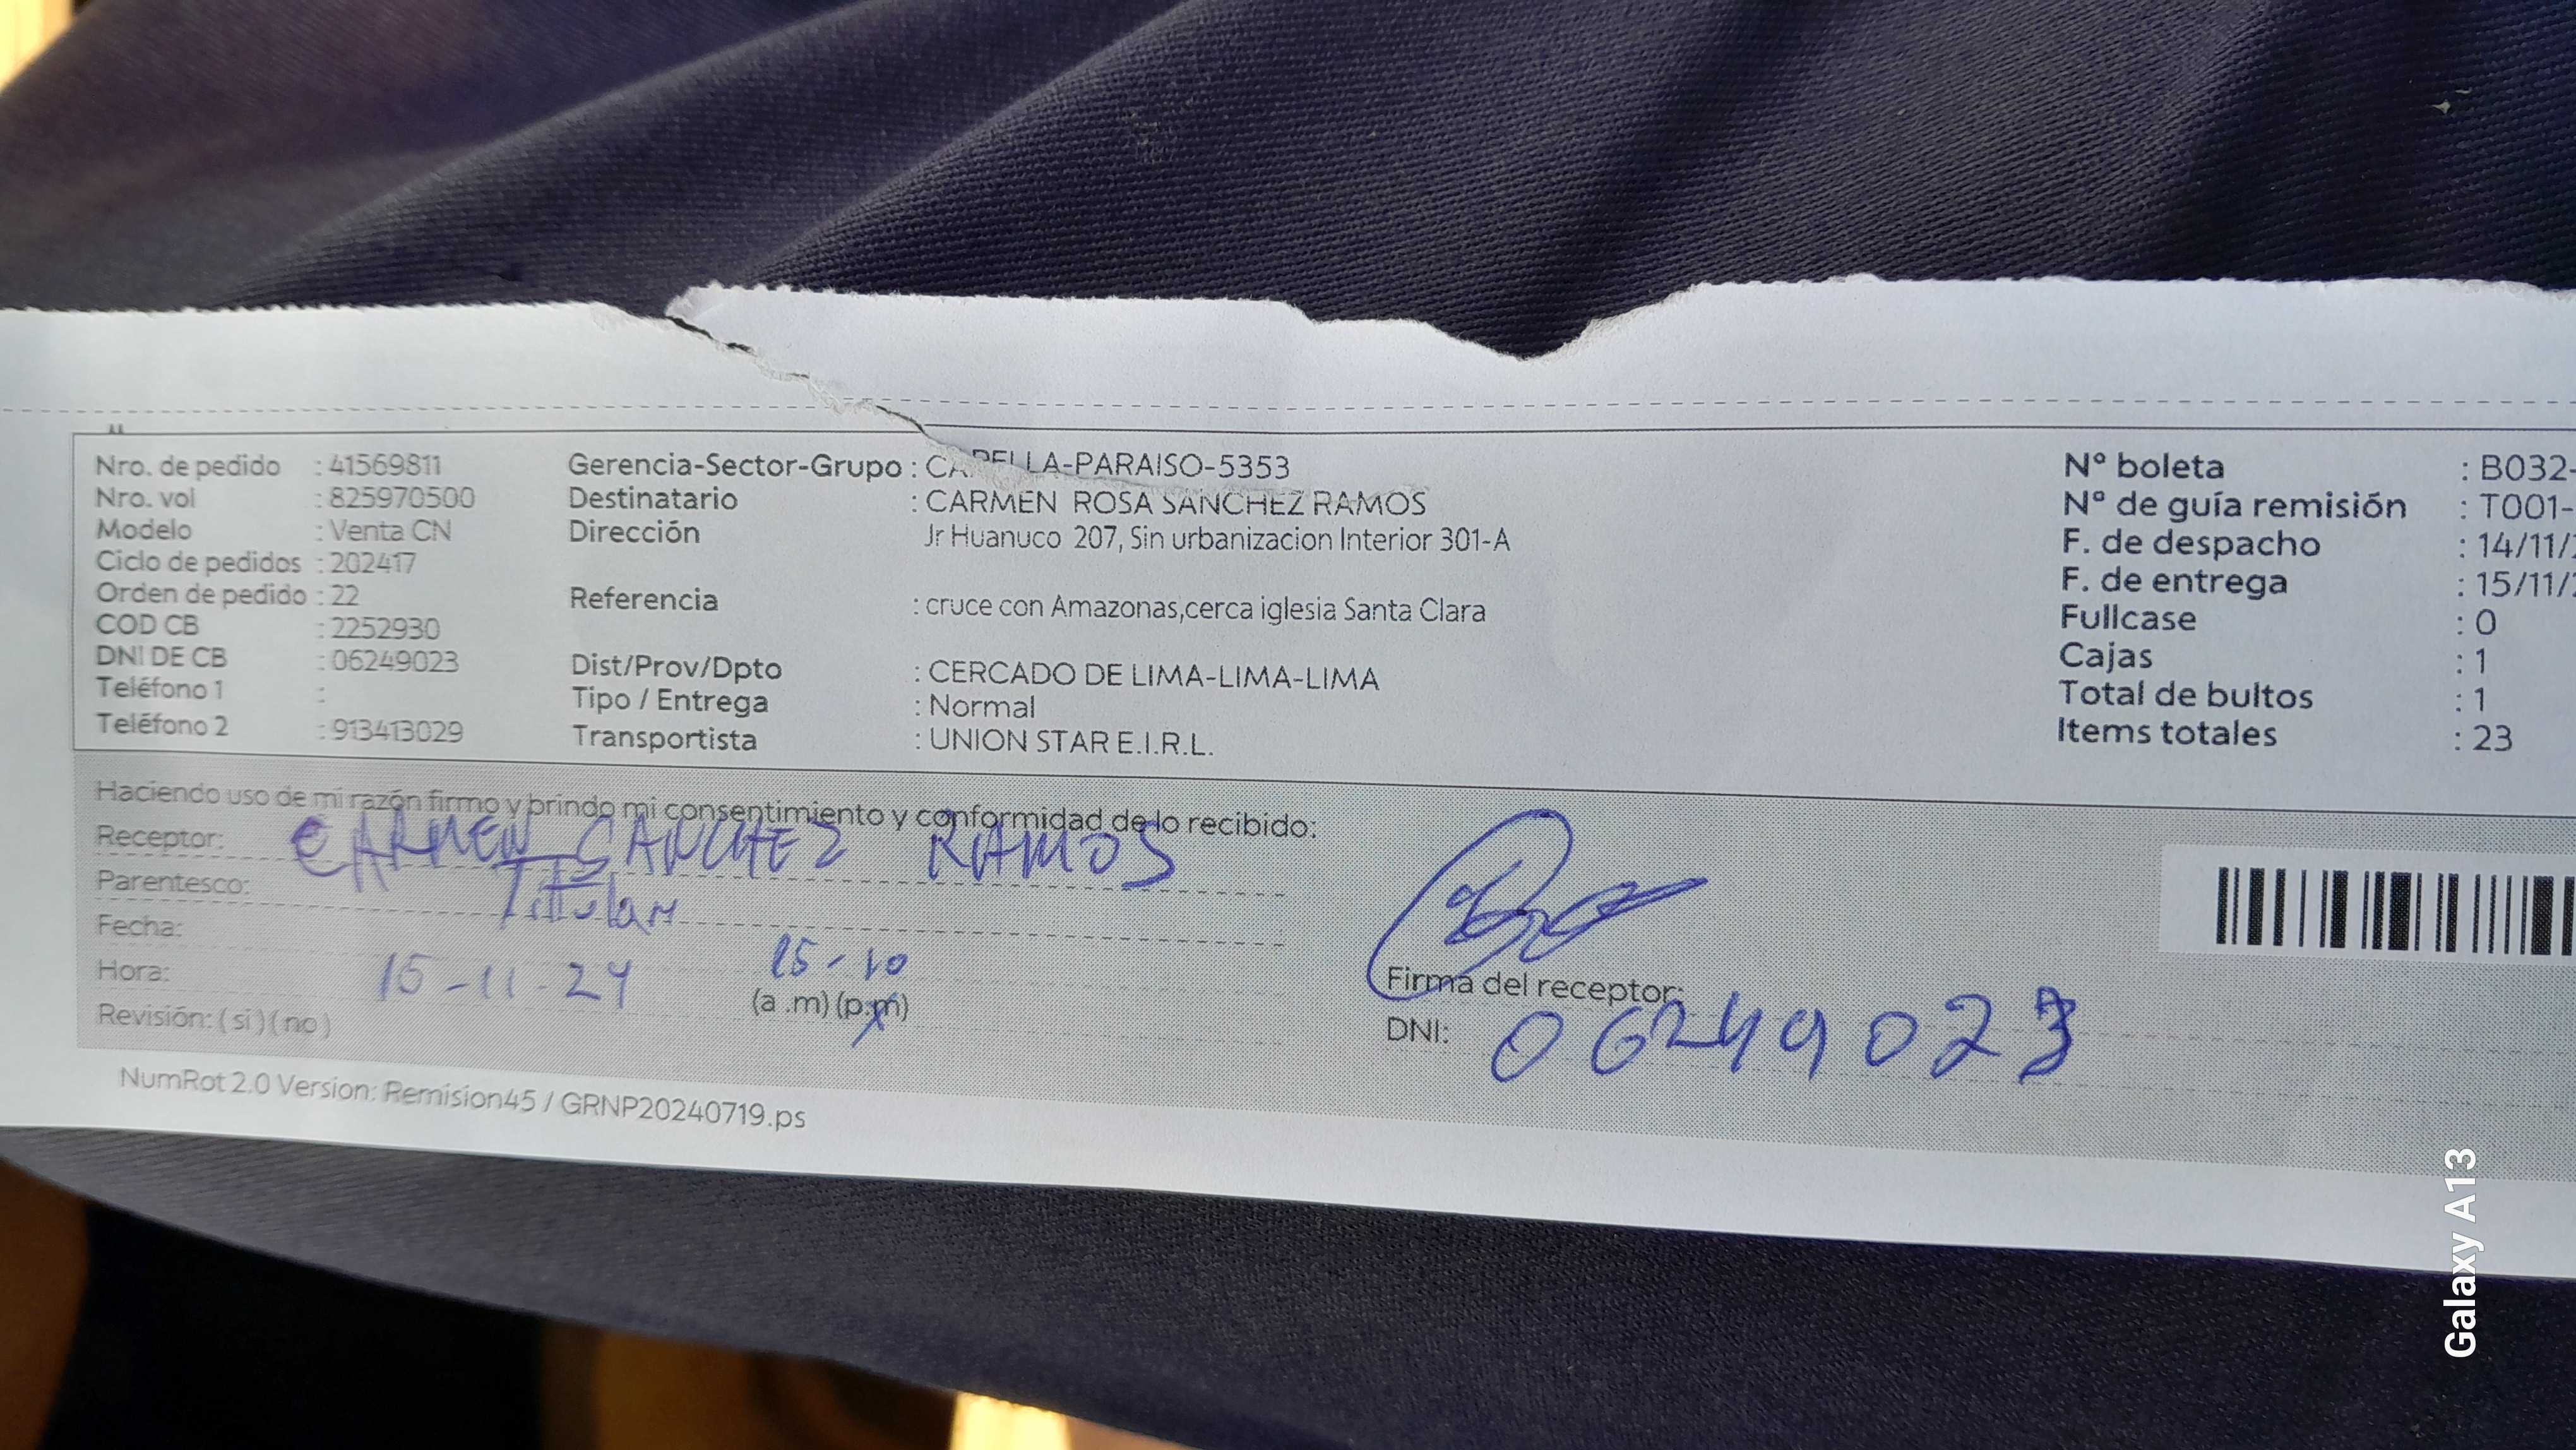 Nro. de pedido : 41569811
Nro. vol : 825970500
Modelo : Venta CN
Ciclo de pedidos : 202417
Orden de pedido : 22
COD CB : 2252930
DNI DE CB : 06249023
Teléfono 1 :
Teléfono 2 : 913413029
Gerencia-Sector-Grupo : CAPELLA-PARAISO-5353
Destinatario : CARMEN ROSA SANCHEZ RAMOS
Dirección Jr Huanuco 207, Sin urbanizacion Interior 301-A
Referencia : cruce con Amazonas,cerca iglesia Santa Clara
Dist/Prov/Dpto : CERCADO DE LIMA-LIMA-LIMA
Tipo / Entrega : Normal
Transportista : UNION STAR E.I.R.L.
N° boleta : B032-
N° de guía remisión : T001-
F. de despacho : 14/11/
F. de entrega : 15/11/
Fullcase : 0
Cajas : 1
Total de bultos : 1
Items totales : 23
Haciendo uso de mi razón firmo y brindo mi consentimiento y conformidad de lo recibido:
Receptor: CARMEN SANCHEZ RAMOS
Parentesco: Titular
Fecha: 15-11-24
Hora: 15-10 (a .m) (p.m)
Revisión: ( si ) ( no )
Firma del receptor:
DNI: 06249023
NumRot 2.0 Version: Remision45 / GRNP20240719.ps
Galaxy A13